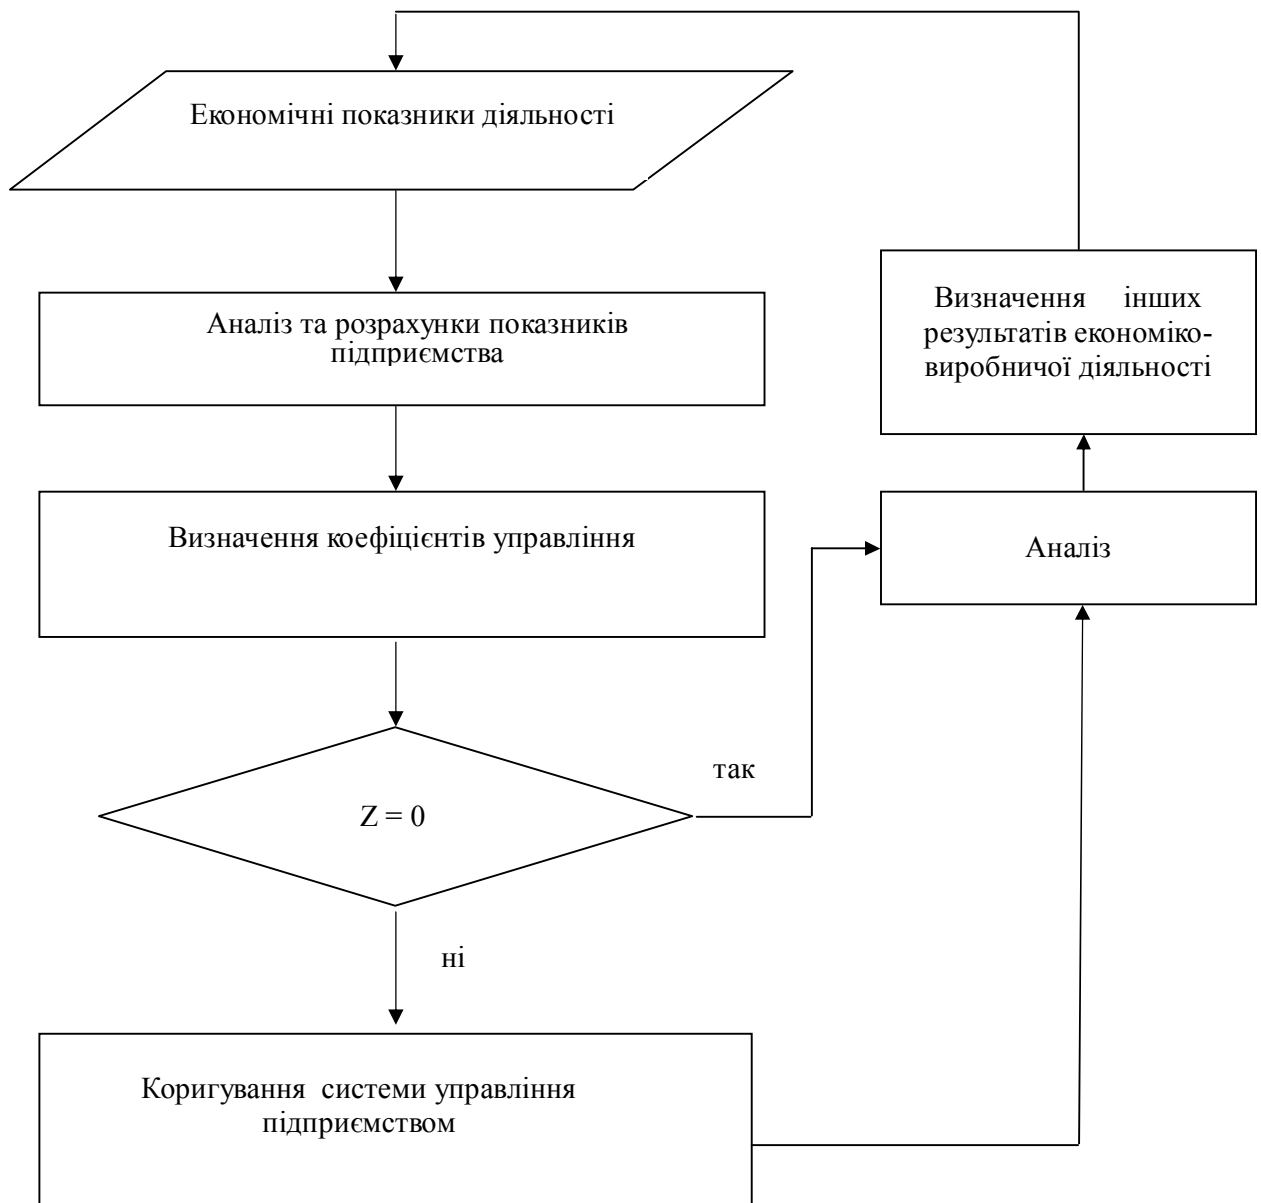 Економічні показники діяльності
Аналіз та розрахунки показників
підприємства
Визначення коефіцієнтів управління
Z = 0
так
ні
Коригування системи управління
підприємством
Аналіз
Визначення інших
результатів економіко-
виробничої діяльності